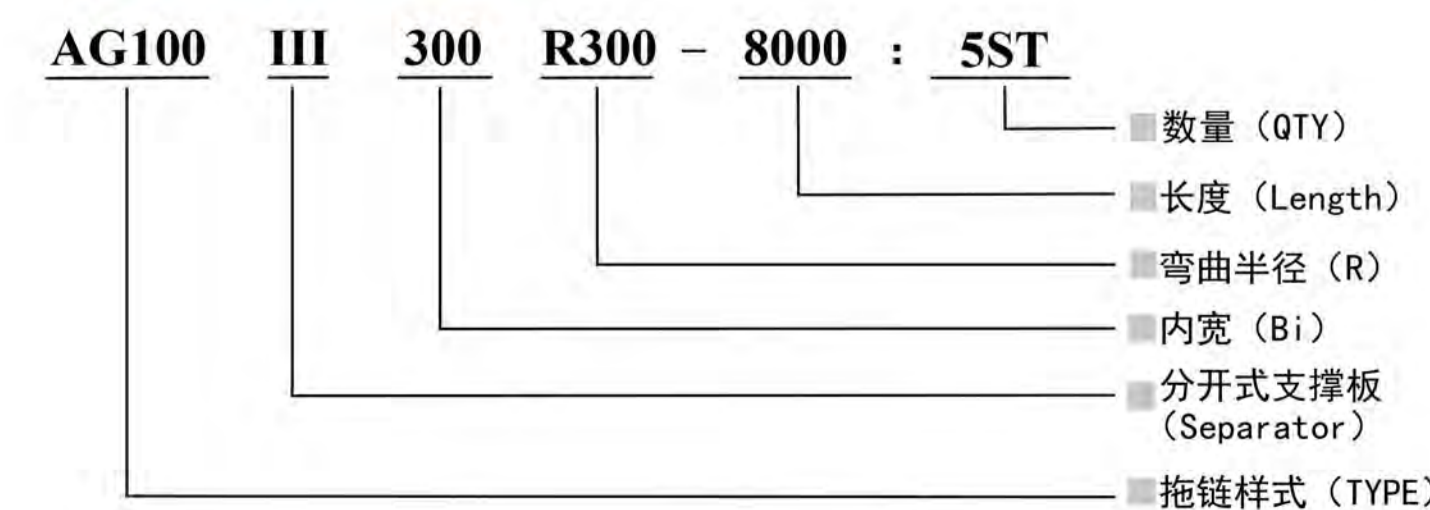 AG100 III 300 R300 – 8000 : 5ST
数量（QTY）
长度（Length）
弯曲半径（R）
内宽（Bi）
分开式支撑板
（Separator）
拖链样式（TYPE）